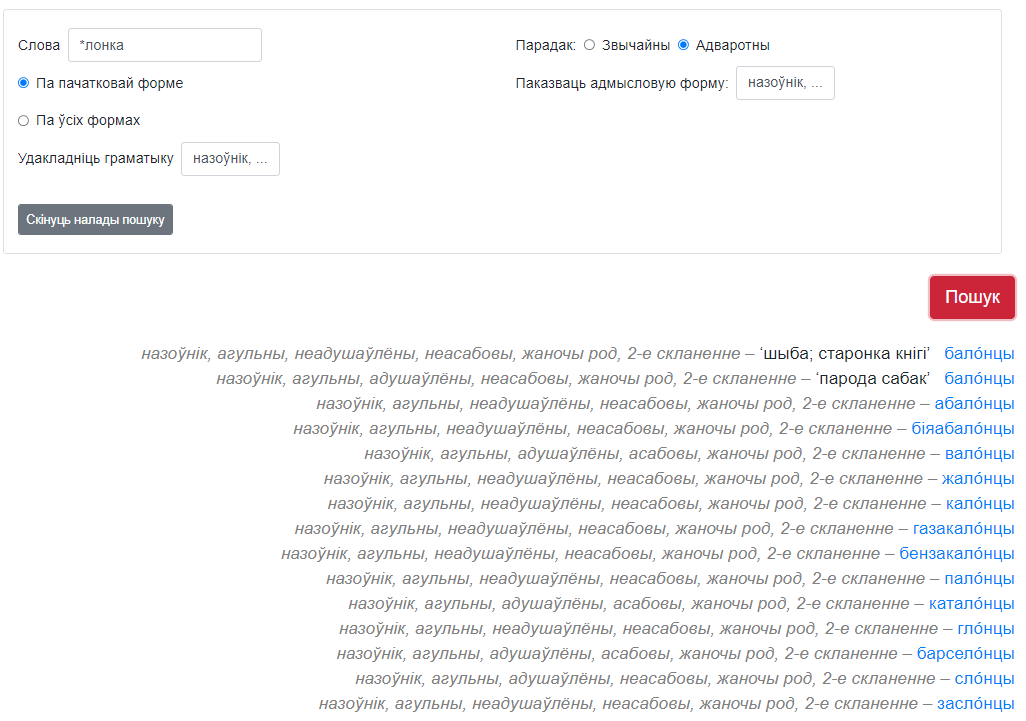 Слова *лонка Парадак: Звычайны Адваротны
Па пачатковай форме Паказваць адмысловую форму: назоўнік, ...
Па ўсіх формах
Удакладніць граматыку назоўнік, ...
Скінуць налады пошуку
Пошук
назоўнік, агульны, неадушаўлёны, неасабовы, жаночы род, 2-е скланенне – ‘шыба; старонка кнігі’ бало́нцы
назоўнік, агульны, адушаўлёны, неасабовы, жаночы род, 2-е скланенне – ‘парода сабак’ бало́нцы
назоўнік, агульны, неадушаўлёны, неасабовы, жаночы род, 2-е скланенне – абало́нцы
назоўнік, агульны, неадушаўлёны, неасабовы, жаночы род, 2-е скланенне – біяабало́нцы
назоўнік, агульны, адушаўлёны, асабовы, жаночы род, 2-е скланенне – вало́нцы
назоўнік, агульны, неадушаўлёны, неасабовы, жаночы род, 2-е скланенне – жало́нцы
назоўнік, агульны, неадушаўлёны, неасабовы, жаночы род, 2-е скланенне – кало́нцы
назоўнік, агульны, неадушаўлёны, неасабовы, жаночы род, 2-е скланенне – газакало́нцы
назоўнік, агульны, неадушаўлёны, неасабовы, жаночы род, 2-е скланенне – бензакало́нцы
назоўнік, агульны, неадушаўлёны, неасабовы, жаночы род, 2-е скланенне – пало́нцы
назоўнік, агульны, адушаўлёны, асабовы, жаночы род, 2-е скланенне – катало́нцы
назоўнік, агульны, неадушаўлёны, неасабовы, жаночы род, 2-е скланенне – гло́нцы
назоўнік, агульны, адушаўлёны, асабовы, жаночы род, 2-е скланенне – барсело́нцы
назоўнік, агульны, адушаўлёны, неасабовы, жаночы род, 2-е скланенне – сло́нцы
назоўнік, агульны, неадушаўлёны, неасабовы, жаночы род, 2-е скланенне – засло́нцы